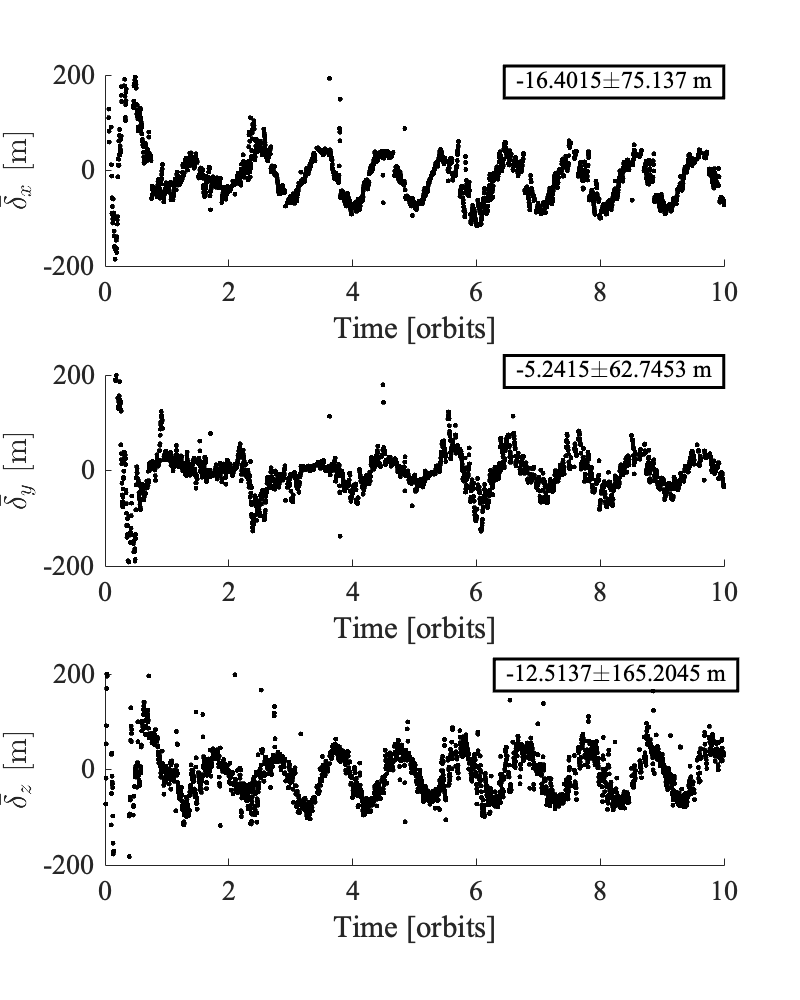 -16.4015±75.137 m
200
0
-200
δ̄x [m]
0 2 4 6 8 10
Time [orbits]
-5.2415±62.7453 m
200
0
-200
δ̄y [m]
0 2 4 6 8 10
Time [orbits]
-12.5137±165.2045 m
200
0
-200
δ̄z [m]
0 2 4 6 8 10
Time [orbits]